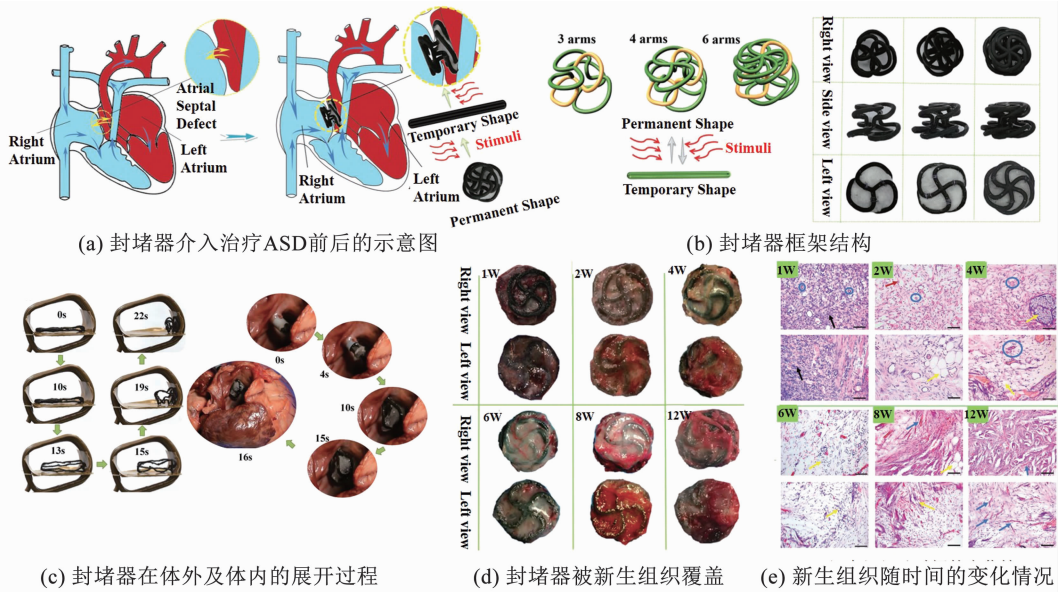 Atrial
Septal
Defect
Right
Atrium
Left
Atrium
Right
Atrium
Left
Atrium
Temporary Shape
Stimuli
Permanent Shape
(a) 封堵器介入治疗ASD前后的示意图
3 arms
4 arms
6 arms
Permanent Shape
Stimuli
Temporary Shape
Right view
Side view
Left view
(b) 封堵器框架结构
0s
22s
10s
19s
13s
15s
0s
4s
10s
15s
16s
(c) 封堵器在体外及体内的展开过程
1W
2W
4W
Right view
Left view
6W
8W
12W
Right view
Left view
(d) 封堵器被新生组织覆盖
1W
2W
4W
6W
8W
12W
(e) 新生组织随时间的变化情况